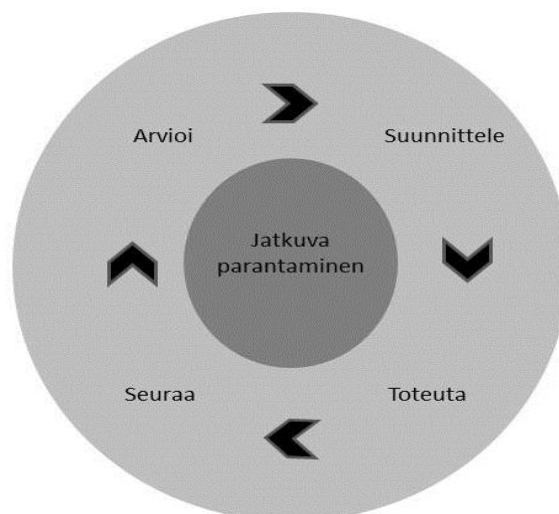 Arvioi
Suunnittele
Jatkuva
parantaminen
Seuraa
Toteuta